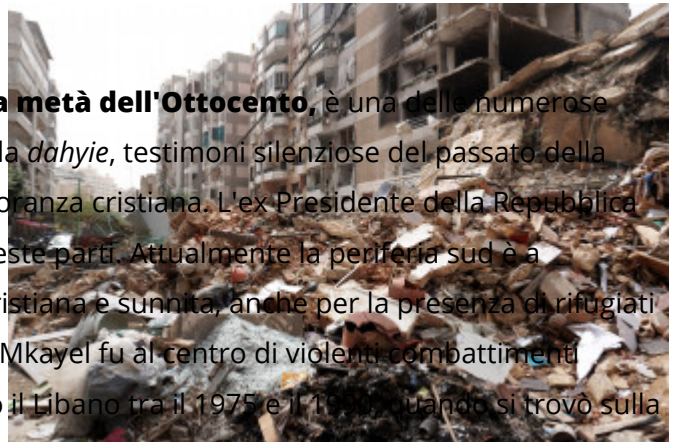 a metà dell'Ottocento, è una delle numerose
la dahyie, testimoni silenziose del passato della
oranza cristiana. L'ex Presidente della Repubblica
este parti. Attualmente la periferia sud è a
ristiana e sunnita, anche per la presenza di rifugiati
Mkayel fu al centro di violenti combattimenti
o il Libano tra il 1975 e il 1990, quando si trovò sulla